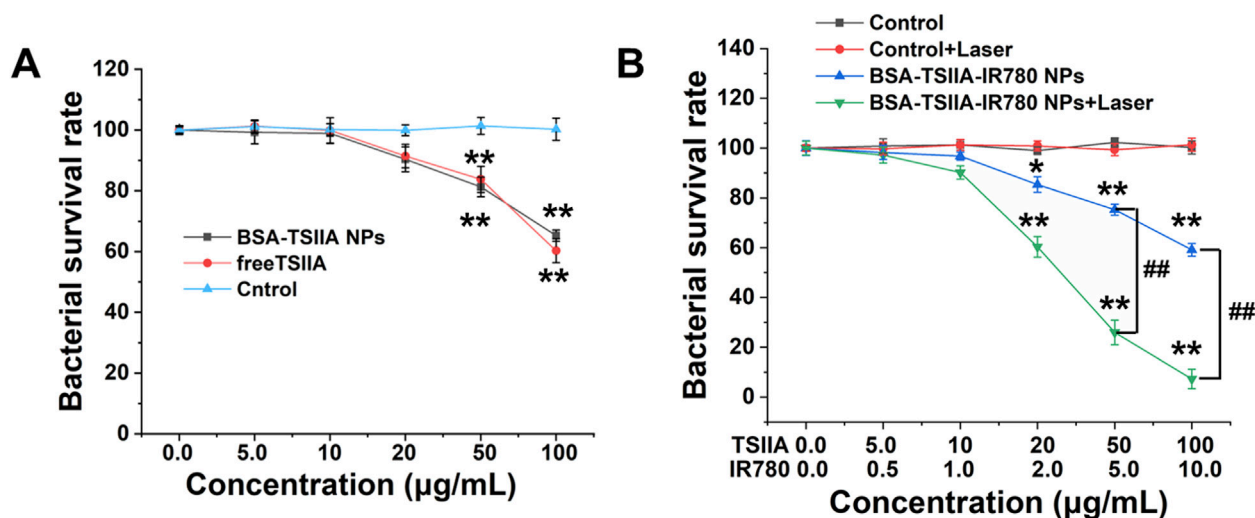 A
Bacterial survival rate
120
100
80
60
40
20
0
**
**
**
**
BSA-TSIIA NPs
freeTSIIA
Cntrol
0.0 5.0 10 20 50 100
Concentration (μg/mL)
B
Control
Control+Laser
BSA-TSIIA-IR780 NPs
BSA-TSIIA-IR780 NPs+Laser
Bacterial survival rate
140
120
100
80
60
40
20
0
*
**
**
**
**
**
##
##
TSIIA 0.0 5.0 10 20 50 100
IR780 0.0 0.5 1.0 2.0 5.0 10.0
Concentration (μg/mL)